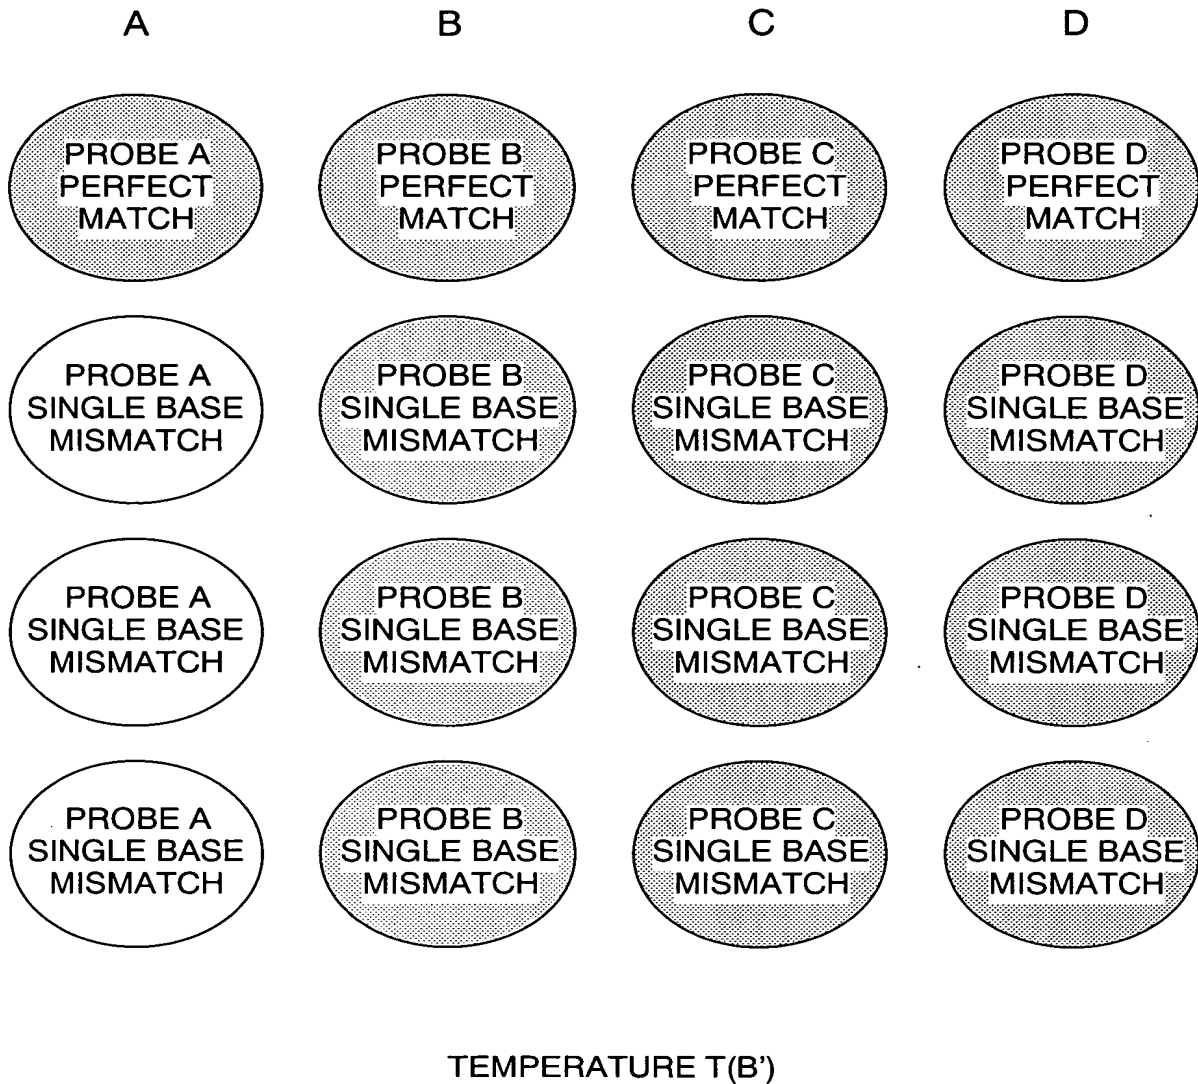 A B C D
PROBE A PROBE B PROBE C PROBE D
PERFECT PERFECT PERFECT PERFECT
MATCH MATCH MATCH MATCH
PROBE A PROBE B PROBE C PROBE D
SINGLE BASE SINGLE BASE SINGLE BASE SINGLE BASE
MISMATCH MISMATCH MISMATCH MISMATCH
PROBE A PROBE B PROBE C PROBE D
SINGLE BASE SINGLE BASE SINGLE BASE SINGLE BASE
MISMATCH MISMATCH MISMATCH MISMATCH
PROBE A PROBE B PROBE C PROBE D
SINGLE BASE SINGLE BASE SINGLE BASE SINGLE BASE
MISMATCH MISMATCH MISMATCH MISMATCH
TEMPERATURE T(B')